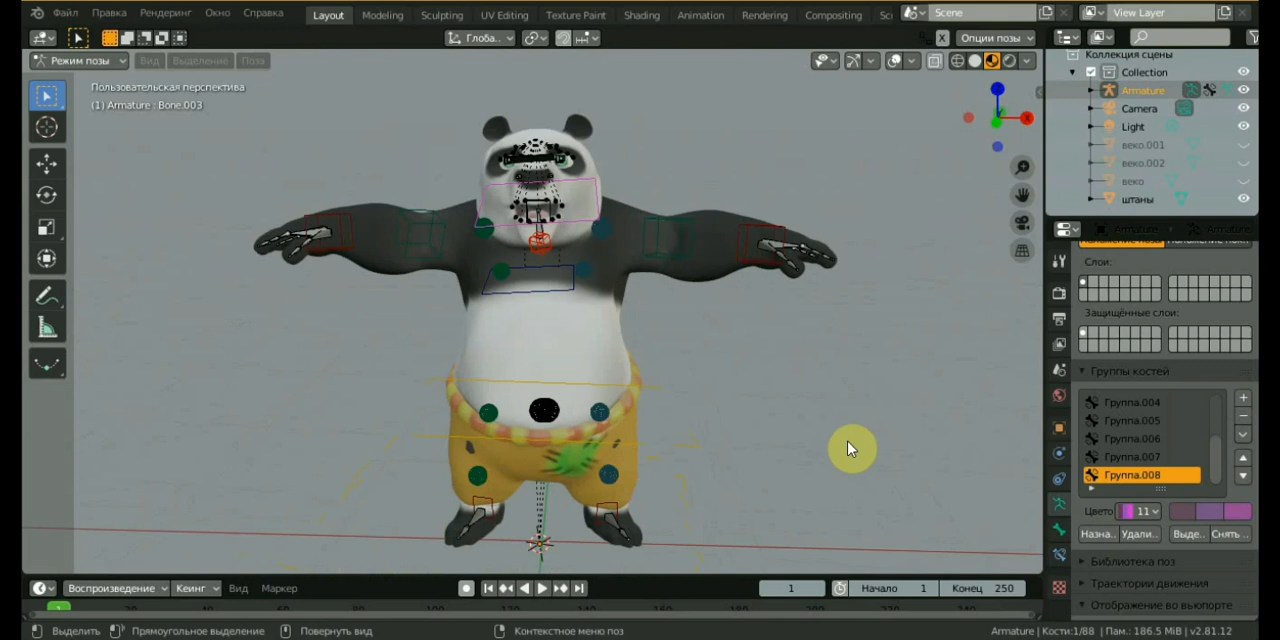 Файл Правка Рендеринг Окно Справка Layout Modeling Sculpting UV Editing Texture Paint Shading Animation Rendering Compositing Sc Scene View Layer
Глоба.. X Опции позы
Режим позы Вид Выделение Поза
Пользовательская перспектива
(1) Armature : Bone.003
Коллекция сцены
Collection
Armature
Camera
Light
веко.001
веко.002
веко
штаны
Armature Armature
Слои:
Защищённые слои:
Группы костей
Группа.004
Группа.005
Группа.006
Группа.007
Группа.008
Цвето 11
Назна.. Удали.. Выде.. Снять ..
Библиотека поз
Траектории движения
Отображение во вьюпорте
Воспроизведение Кеинг Вид Маркер 1 Начало 1 Конец 250
Выделить Прямоугольное выделение Повернуть вид Контекстное меню поз Armature | Кости:1/88 | Пам.: 186.5 MiB | v2.81.12